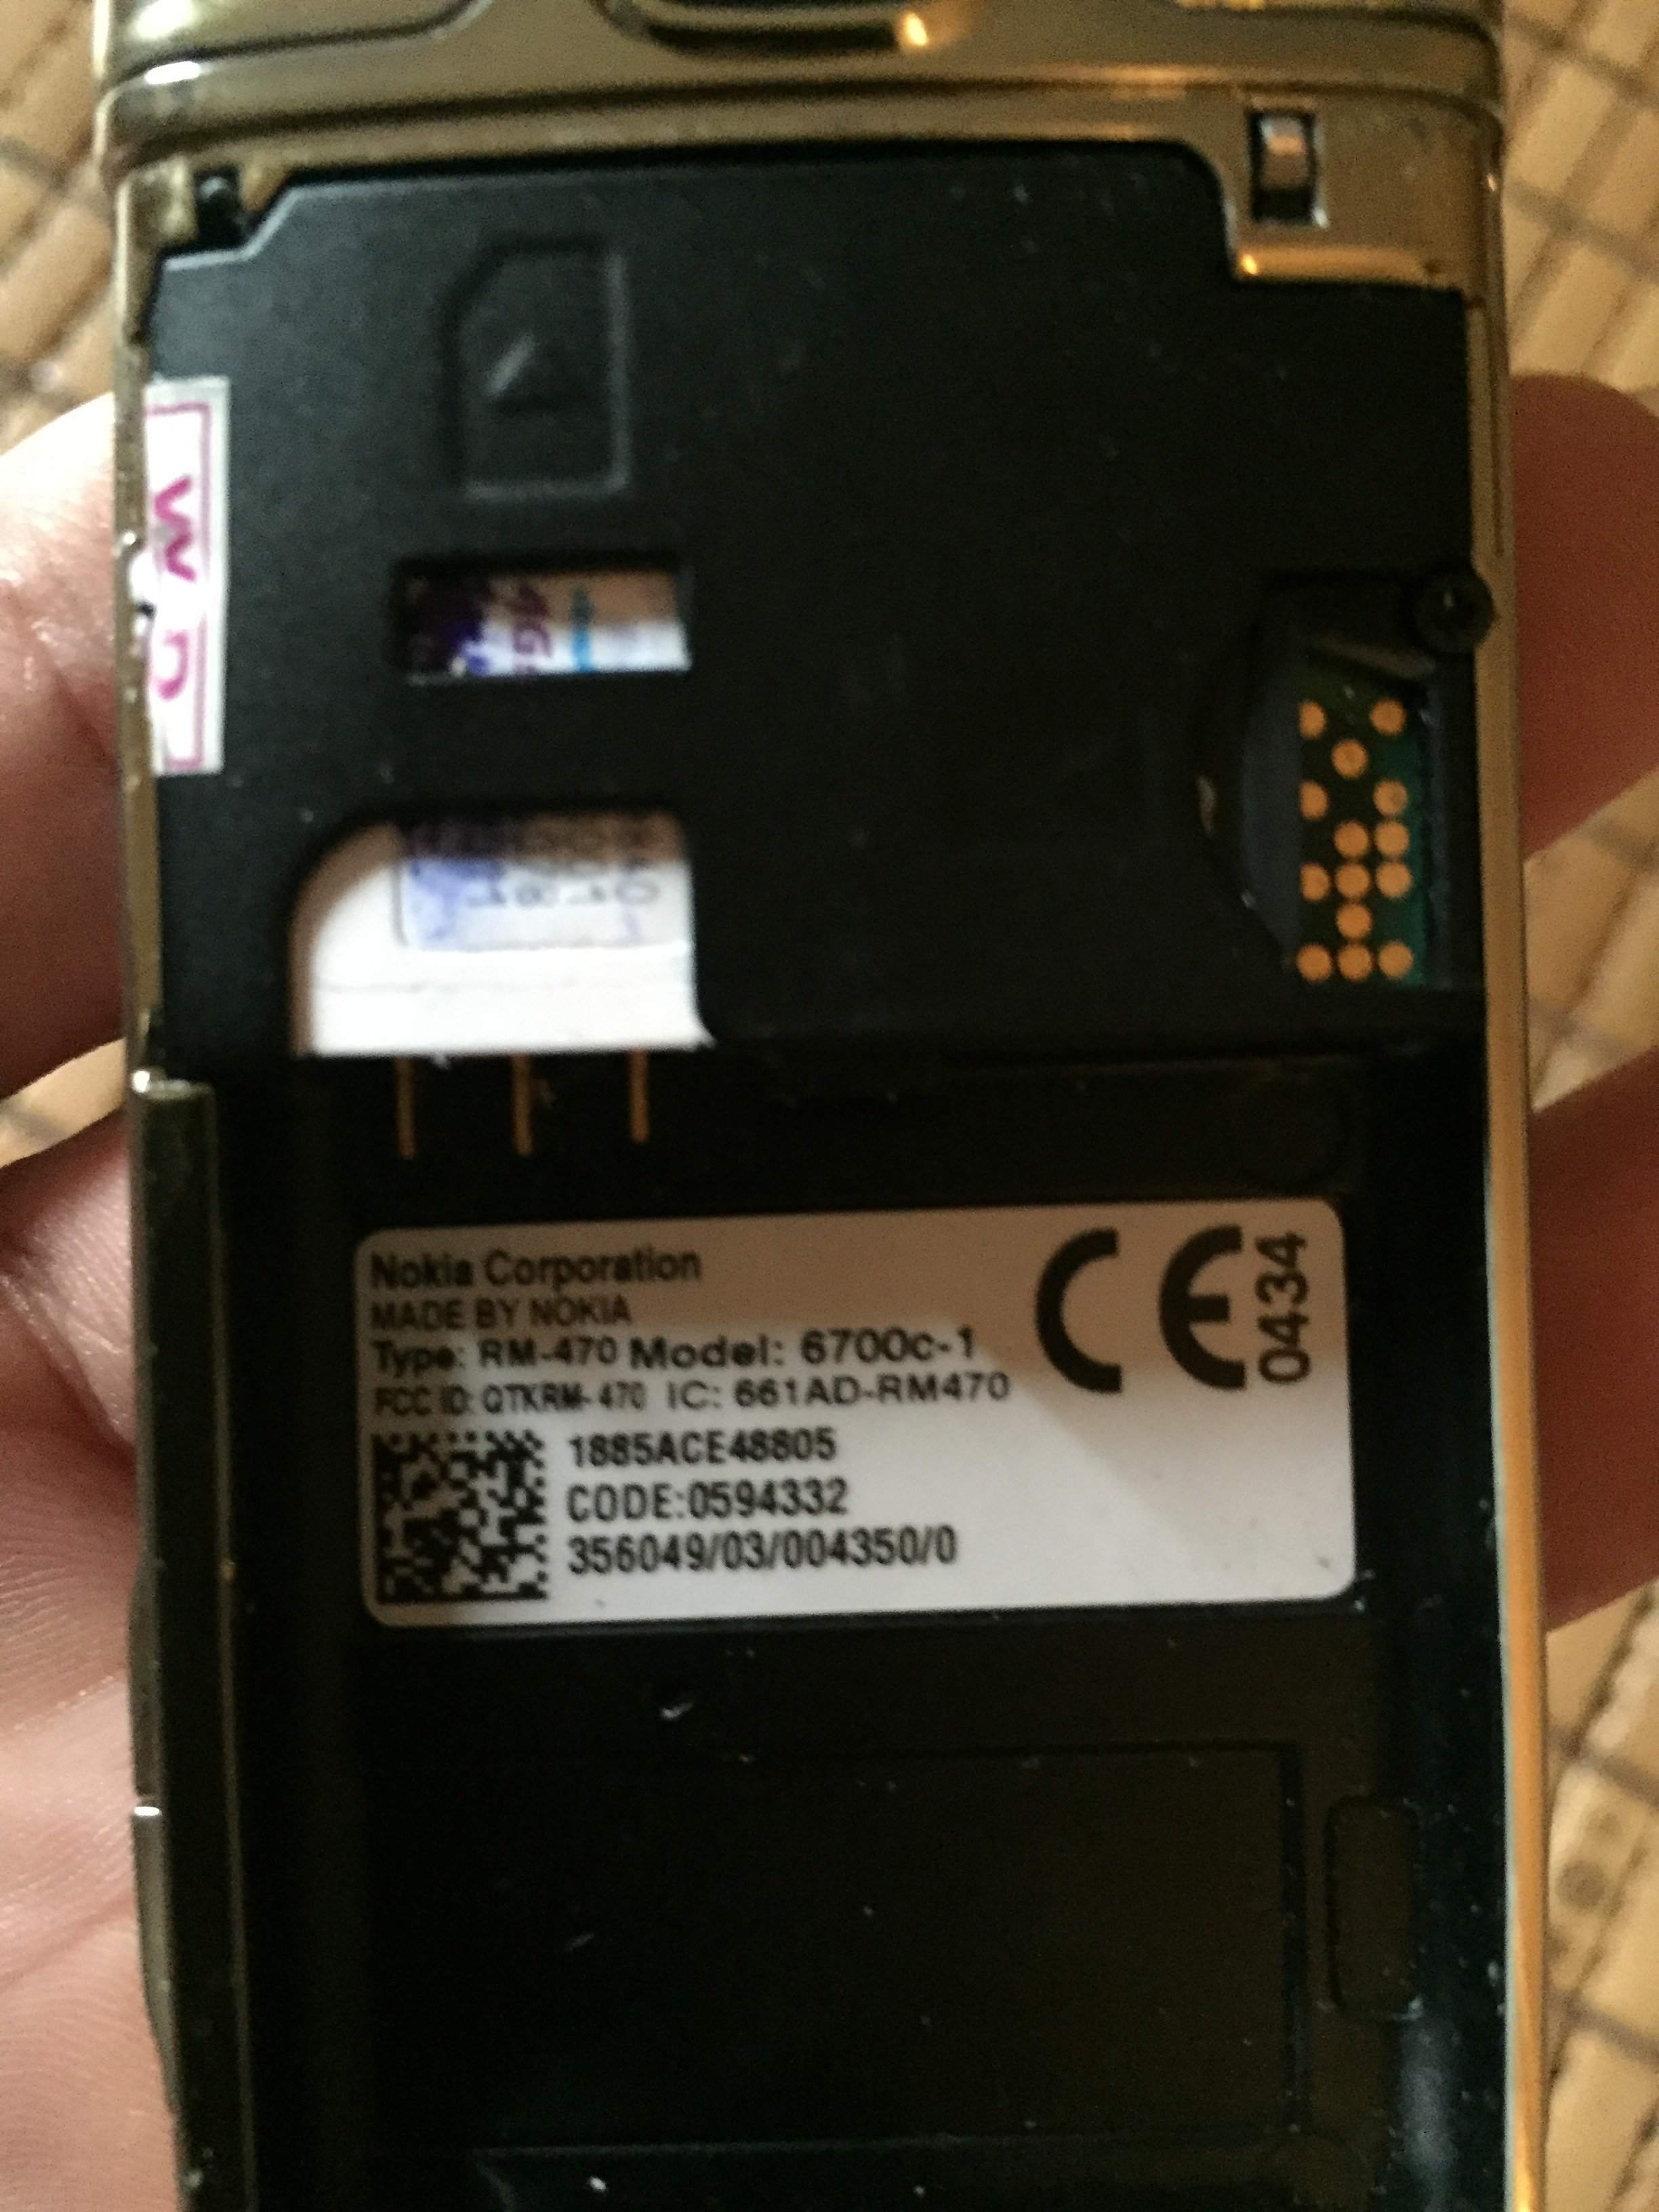 W D
Nokia Corporation
MADE BY NOKIA
Type: RM-470 Model: 6700c-1
FCC ID: QTKRM-470 IC: 661AD-RM470
CE 0434
1885ACE48805
CODE:0594332
356049/03/004350/0